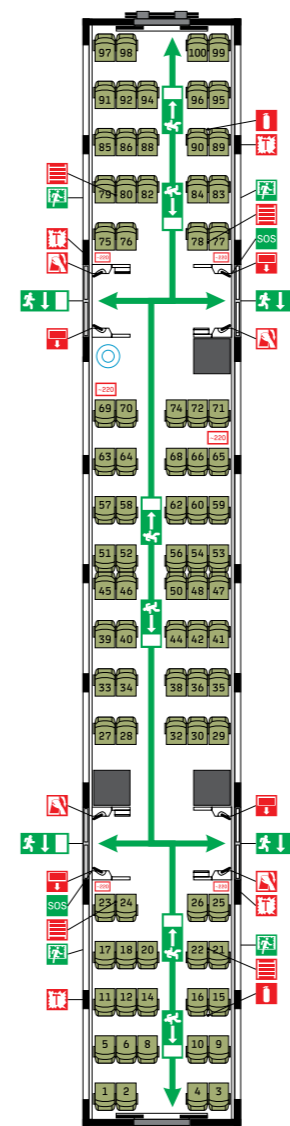 97 98 100 99
91 92 94 96 95
85 86 88 90 89
T
79 80 82 84 83
T
75 76 78 77
SOS
~220 ~220
~220
69 70 74 72 71
~220
63 64 68 66 65
57 58 62 60 59
51 52 56 54 53
45 46 50 48 47
39 40 44 42 41
33 34 38 36 35
27 28 32 30 29
~220 ~220
SOS
23 24 26 25
T
17 18 20 22 21
T
11 12 14 16 15
5 6 8 10 9
1 2 4 3